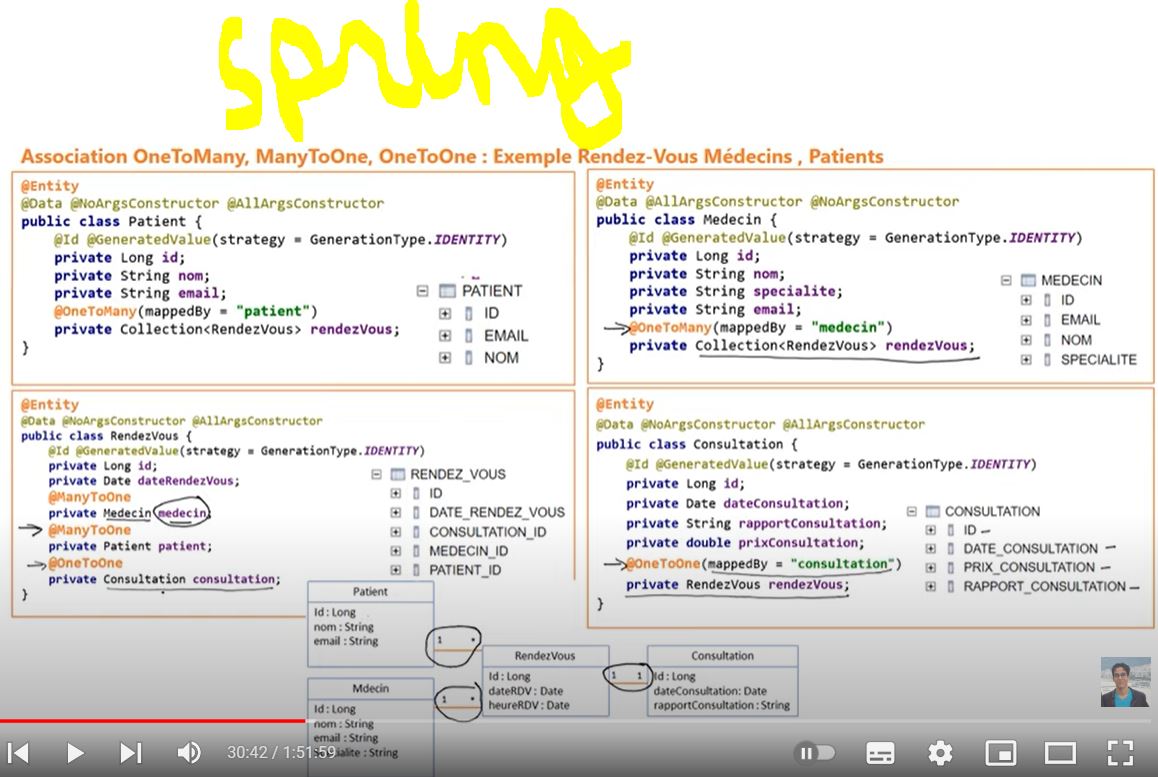 spring
Association OneToMany, ManyToOne, OneToOne : Exemple Rendez-Vous Médecins , Patients
@Entity
@Data @NoArgsConstructor @AllArgsConstructor
public class Patient {
@Id @GeneratedValue(strategy = GenerationType.IDENTITY)
private Long id;
private String nom;
private String email;
@OneToMany(mappedBy = "patient")
private Collection<RendezVous> rendezVous;
}
PATIENT
ID
EMAIL
NOM
@Entity
@Data @AllArgsConstructor @NoArgsConstructor
public class Medecin {
@Id @GeneratedValue(strategy = GenerationType.IDENTITY)
private Long id;
private String nom;
private String specialite;
private String email;
@OneToMany(mappedBy = "medecin")
private Collection<RendezVous> rendezVous;
}
MEDECIN
ID
EMAIL
NOM
SPECIALITE
@Entity
@Data @NoArgsConstructor @AllArgsConstructor
public class RendezVous {
@Id @GeneratedValue(strategy = GenerationType.IDENTITY)
private Long id;
private Date dateRendezVous;
@ManyToOne
private Medecin medecin;
@ManyToOne
private Patient patient;
@OneToOne
private Consultation consultation;
}
RENDEZ_VOUS
ID
DATE_RENDEZ_VOUS
CONSULTATION_ID
MEDECIN_ID
PATIENT_ID
@Entity
@Data @NoArgsConstructor @AllArgsConstructor
public class Consultation {
@Id @GeneratedValue(strategy = GenerationType.IDENTITY)
private Long id;
private Date dateConsultation;
private String rapportConsultation;
private double prixConsultation;
@OneToOne(mappedBy = "consultation")
private RendezVous rendezVous;
}
CONSULTATION
ID
DATE_CONSULTATION
PRIX_CONSULTATION
RAPPORT_CONSULTATION
Patient
Id : Long
nom : String
email : String
1 *
Mdecin
Id : Long
nom : String
email : String
specialite : String
1 *
RendezVous
Id : Long
dateRDV : Date
heureRDV : Date
1 1
Consultation
Id : Long
dateConsultation: Date
rapportConsultation : String
30:42 / 1:51:59